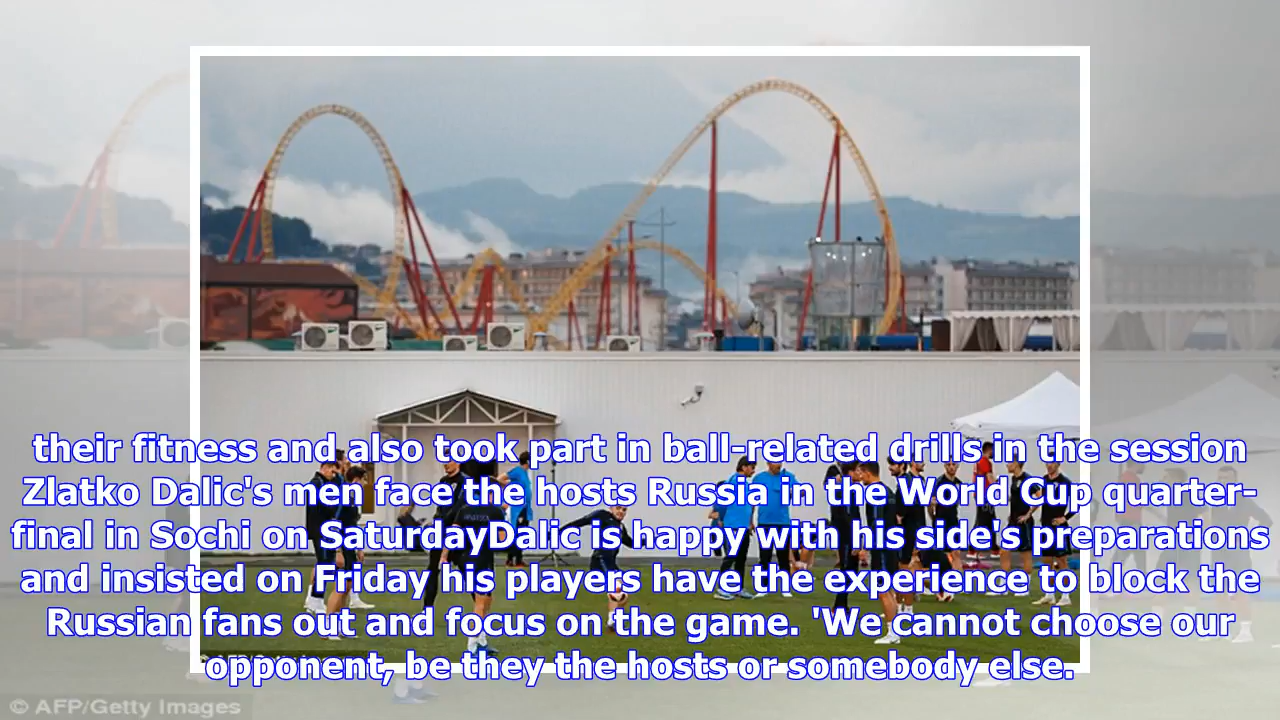 their fitness and also took part in ball-related drills in the session
Zlatko Dalic's men face the hosts Russia in the World Cup quarter-
final in Sochi on SaturdayDalic is happy with his side's preparations
and insisted on Friday his players have the experience to block the
Russian fans out and focus on the game. 'We cannot choose our
opponent, be they the hosts or somebody else.
© AFP/Getty Images